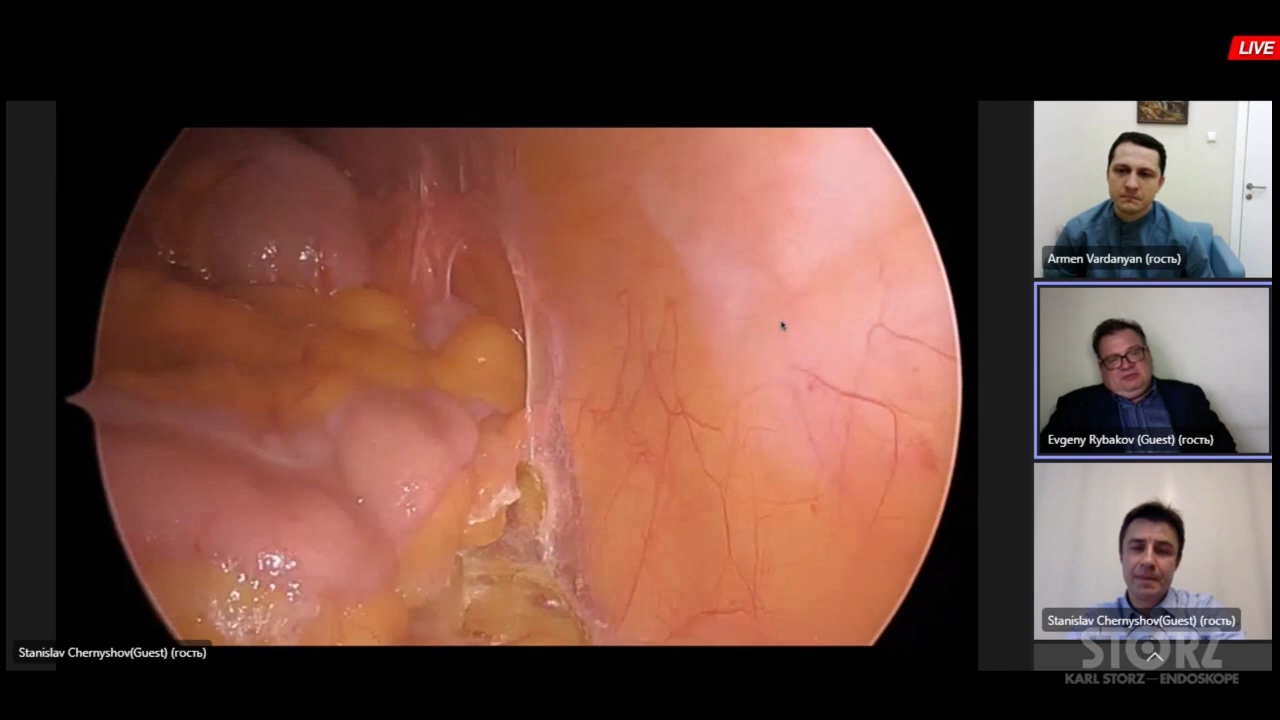 LIVE
Armen Vardanyan (гость)
Evgeny Rybakov (Guest) (гость)
Stanislav Chernyshov(Guest) (гость)
Stanislav Chernyshov(Guest) (гость)
STORZ
KARL STORZ—ENDOSKOPE